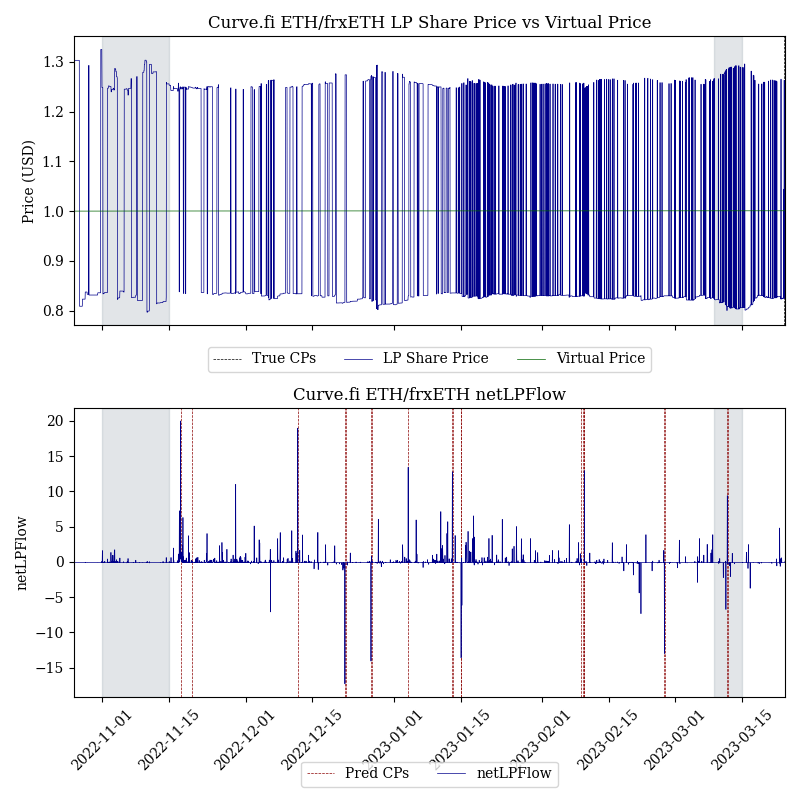 Curve.fi ETH/frxETH LP Share Price vs Virtual Price
1.3
1.2
1.1
1.0
0.9
0.8
Price (USD)
True CPs LP Share Price Virtual Price
Curve.fi ETH/frxETH netLPFlow
20
15
10
5
0
−5
−10
−15
netLPFlow
2022-11-01 2022-11-15 2022-12-01 2022-12-15 2023-01-01 2023-01-15 2023-02-01 2023-02-15 2023-03-01 2023-03-15
Pred CPs netLPFlow